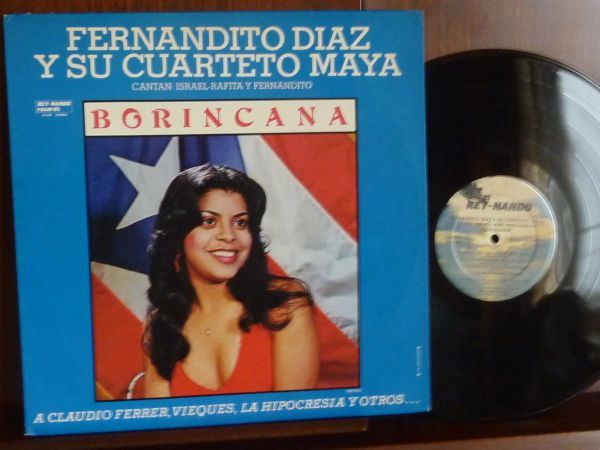 FERNANDITO DIAZ
Y SU CUARTETO MAYA
CANTAN: ISRAEL-RAFITA Y FERNANDITO
REY-NANDO
records
BORINCANA
A CLAUDIO FERRER, VIEQUES, LA HIPOCRESIA Y OTROS....
REY-NANDO